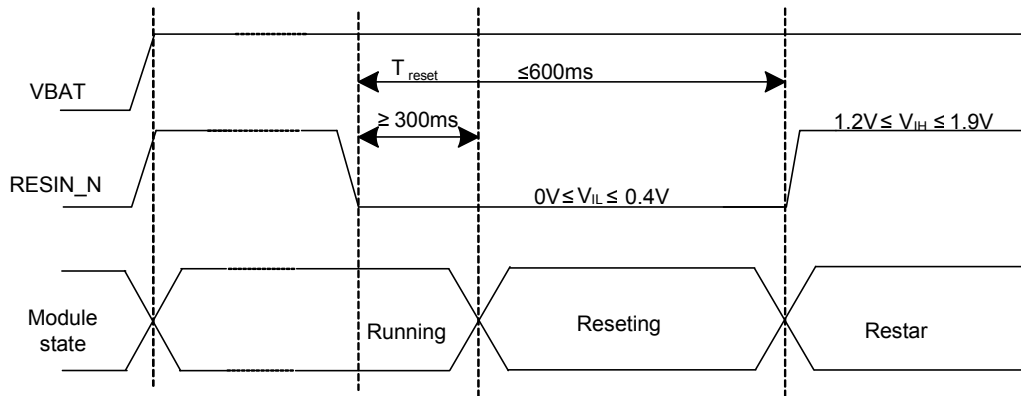 T reset ≤600ms
VBAT
≥ 300ms
1.2V ≤ VIH ≤ 1.9V
RESIN_N
0V ≤ VIL ≤ 0.4V
Module
state
Running
Reseting
Restar